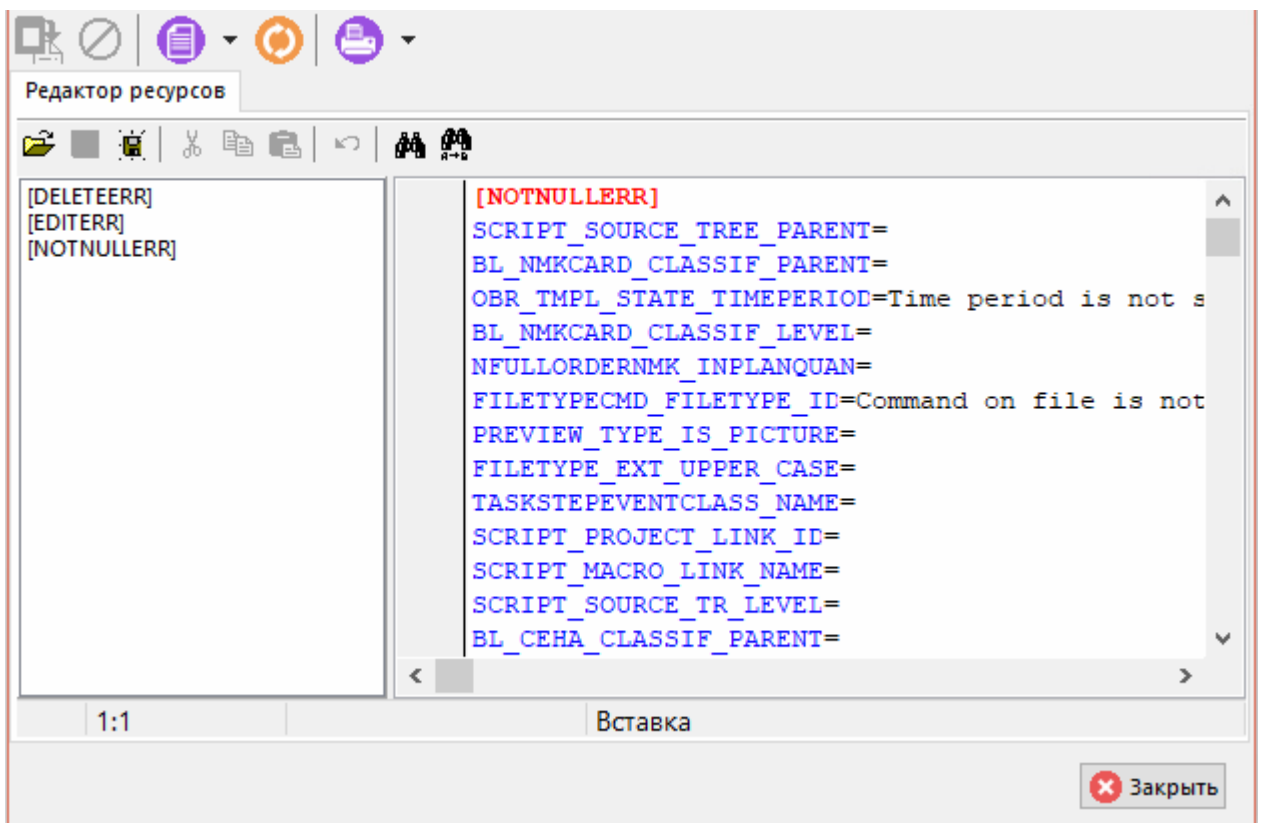 Редактор ресурсов
A→B
[DELETEERR]
[EDITERR]
[NOTNULLERR]
[NOTNULLERR]
SCRIPT_SOURCE_TREE_PARENT=
BL_NMKCARD_CLASSIF_PARENT=
OBR_TMPL_STATE_TIMEPERIOD=Time period is not s
BL_NMKCARD_CLASSIF_LEVEL=
NFULLORDERNMK_INPLANQUAN=
FILETYPECMD_FILETYPE_ID=Command on file is not
PREVIEW_TYPE_IS_PICTURE=
FILETYPE_EXT_UPPER_CASE=
TASKSTEPEVENTCLASS_NAME=
SCRIPT_PROJECT_LINK_ID=
SCRIPT_MACRO_LINK_NAME=
SCRIPT_SOURCE_TR_LEVEL=
BL_CEHA_CLASSIF_PARENT=
1:1
Вставка
Закрыть